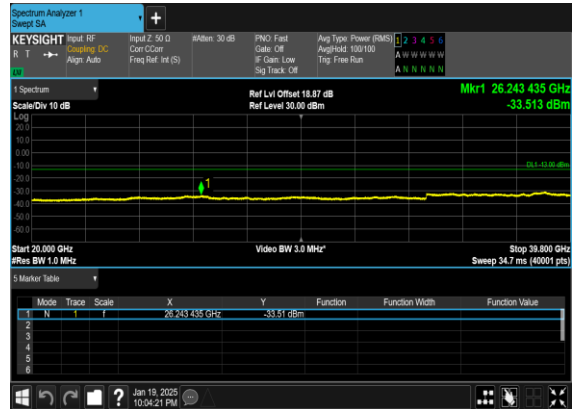 Spectrum Analyzer 1
Swept SA
KEYSIGHT
R T
Input: RF
Coupling: DC
Align: Auto
Input Z: 50 Ω
Corr CCorr
Freq Ref: Int (S)
#Atten: 30 dB
PNO: Fast
Gate: Off
IF Gain: Low
Sig Track: Off
Avg Type: Power (RMS)
Avg|Hold: 100/100
Trig: Free Run
1 2 3 4 5 6
A W W W W W
A N N N N N
1 Spectrum
Scale/Div 10 dB
Ref Lvl Offset 18.87 dB
Ref Level 30.00 dBm
Mkr1 26.243 435 GHz
-33.513 dBm
Log
20.0
10.0
0.00
-10.0
DL1 -13.00 dBm
-20.0
1
-30.0
-40.0
-50.0
-60.0
Start 20.000 GHz
#Res BW 1.0 MHz
Video BW 3.0 MHz*
Stop 39.800 GHz
Sweep 34.7 ms (40001 pts)
5 Marker Table
Mode Trace Scale X Y Function Function Width Function Value
1 N 1 f 26.243 435 GHz -33.51 dBm
2
3
4
5
6
?
Jan 19, 2025
10:04:21 PM